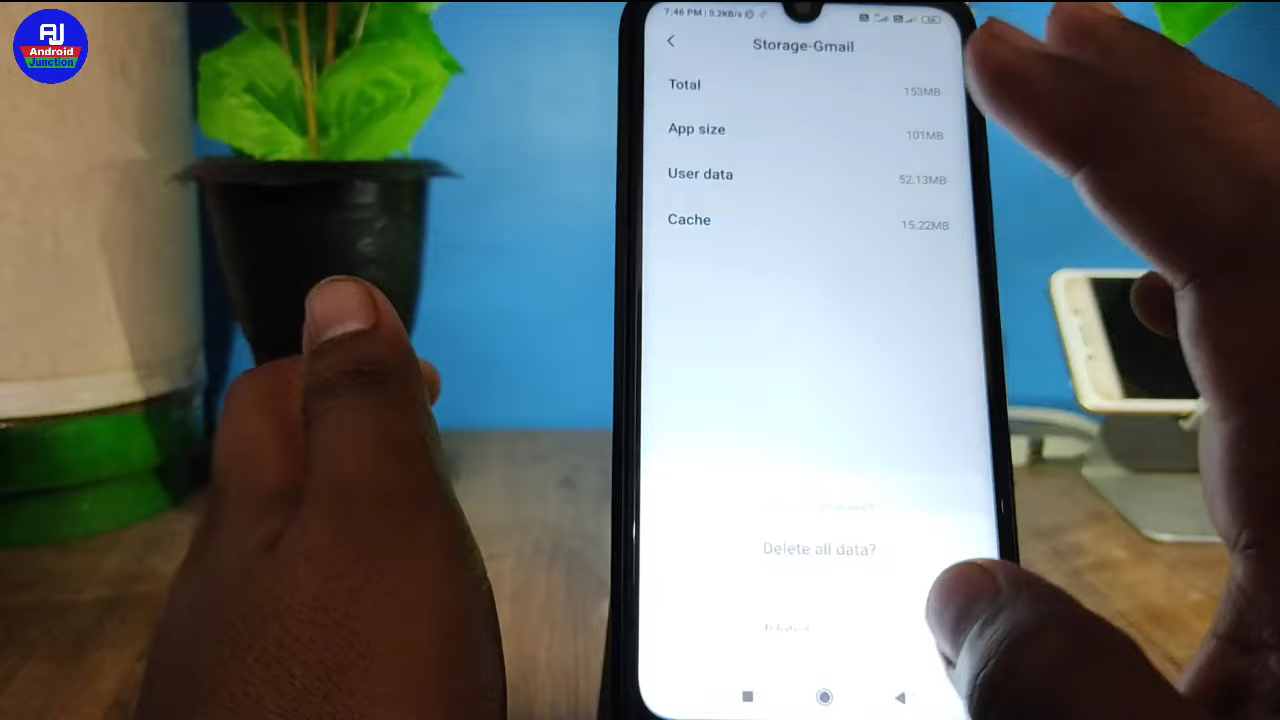 AJ
Android
Junction
7:46 PM | 0.2KB/s
Storage-Gmail
Total 153MB
App size 101MB
User data 52.13MB
Cache 15.22MB
Delete all data?